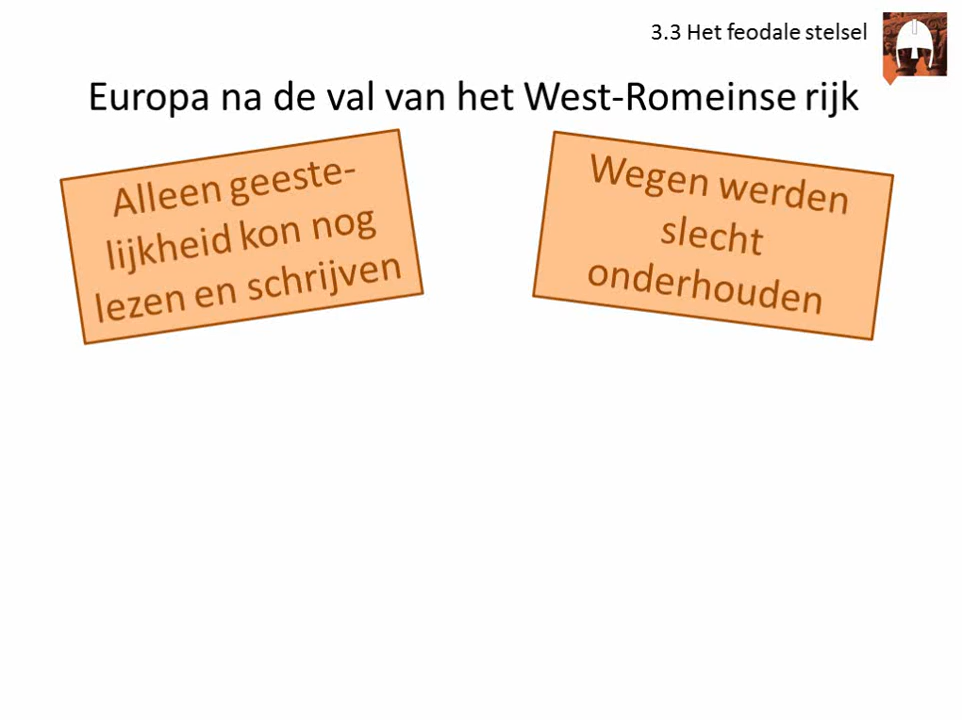 3.3 Het feodale stelsel
Europa na de val van het West-Romeinse rijk
Alleen geeste-
lijkheid kon nog
lezen en schrijven
Wegen werden
slecht
onderhouden